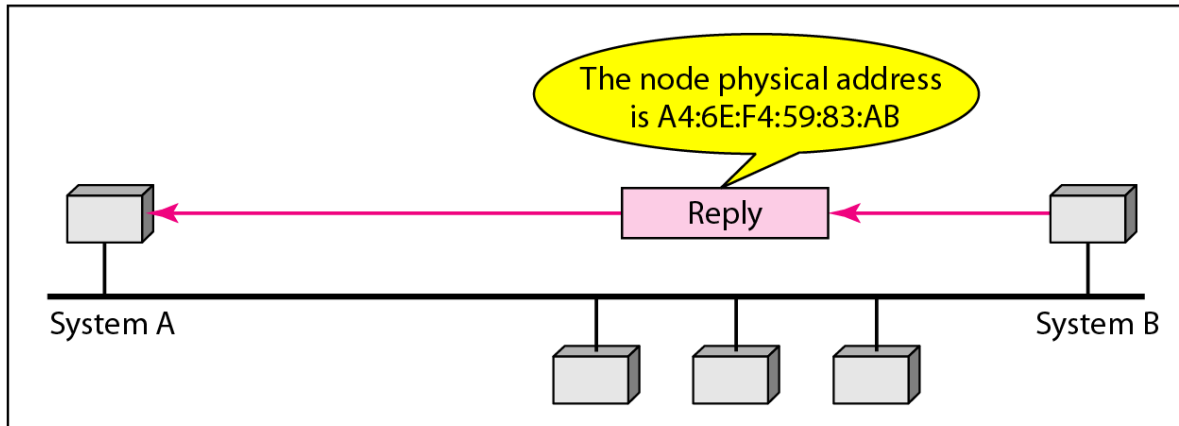 The node physical address
is A4:6E:F4:59:83:AB
Reply
System A
System B